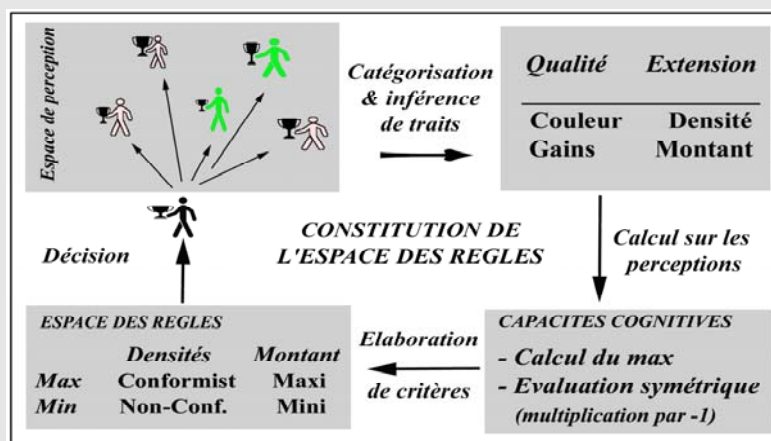 Espace de perception
Catégorisation
& inférence
de traits
Qualité Extension
Couleur Densité
Gains Montant
CONSTITUTION DE
L'ESPACE DES REGLES
Calcul sur les
perceptions
Décision
ESPACE DES REGLES
Densités Montant
Max Conformist Maxi
Min Non-Conf. Mini
Elaboration
de critères
CAPACITES COGNITIVES
- Calcul du max
- Evaluation symétrique
(multiplication par -1)